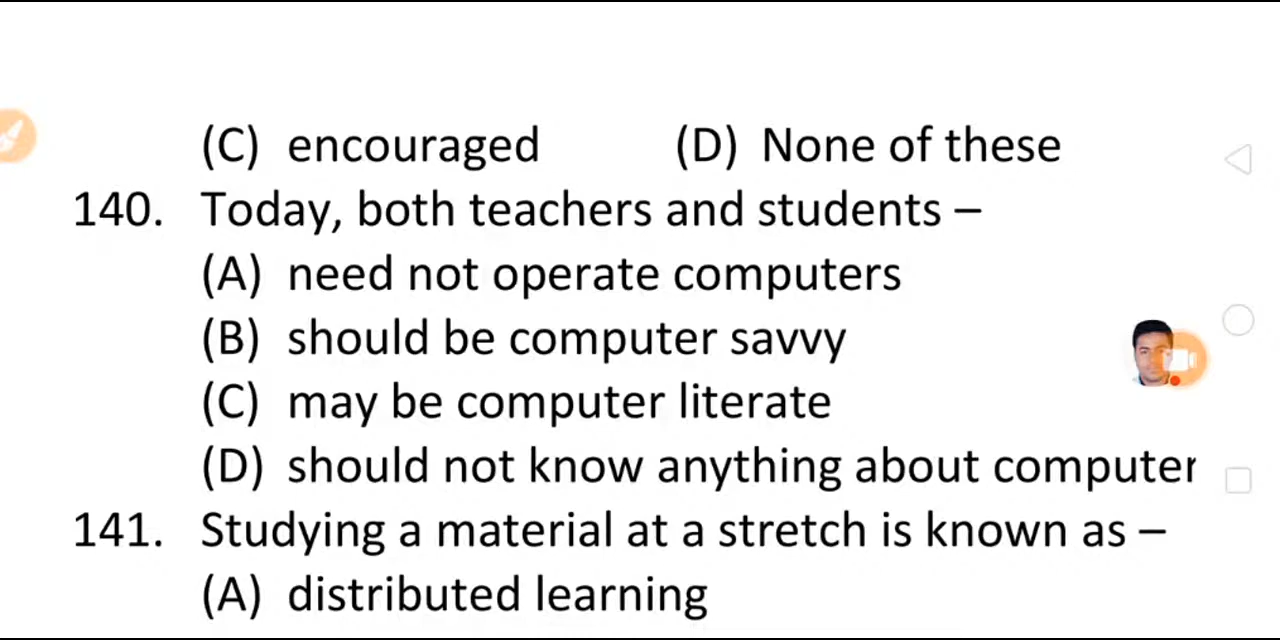 (C) encouraged (D) None of these
140. Today, both teachers and students –
(A) need not operate computers
(B) should be computer savvy
(C) may be computer literate
(D) should not know anything about computer
141. Studying a material at a stretch is known as –
(A) distributed learning